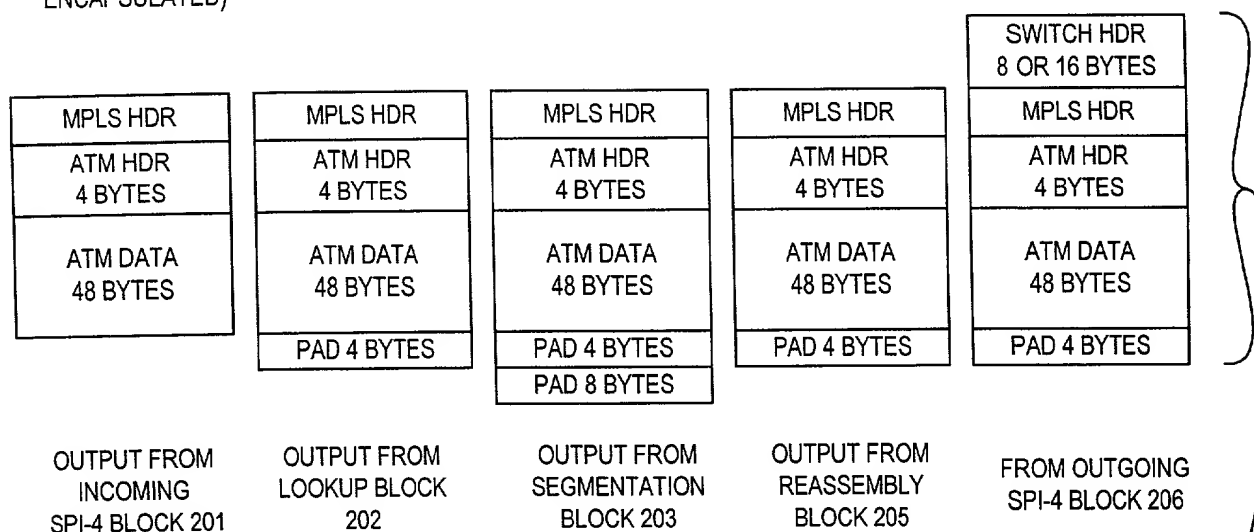 ENCAPSULATED)
MPLS HDR
ATM HDR
4 BYTES
ATM DATA
48 BYTES
OUTPUT FROM
INCOMING
SPI-4 BLOCK 201
MPLS HDR
ATM HDR
4 BYTES
ATM DATA
48 BYTES
PAD 4 BYTES
OUTPUT FROM
LOOKUP BLOCK
202
MPLS HDR
ATM HDR
4 BYTES
ATM DATA
48 BYTES
PAD 4 BYTES
PAD 8 BYTES
OUTPUT FROM
SEGMENTATION
BLOCK 203
MPLS HDR
ATM HDR
4 BYTES
ATM DATA
48 BYTES
PAD 4 BYTES
OUTPUT FROM
REASSEMBLY
BLOCK 205
SWITCH HDR
8 OR 16 BYTES
MPLS HDR
ATM HDR
4 BYTES
ATM DATA
48 BYTES
PAD 4 BYTES
FROM OUTGOING
SPI-4 BLOCK 206